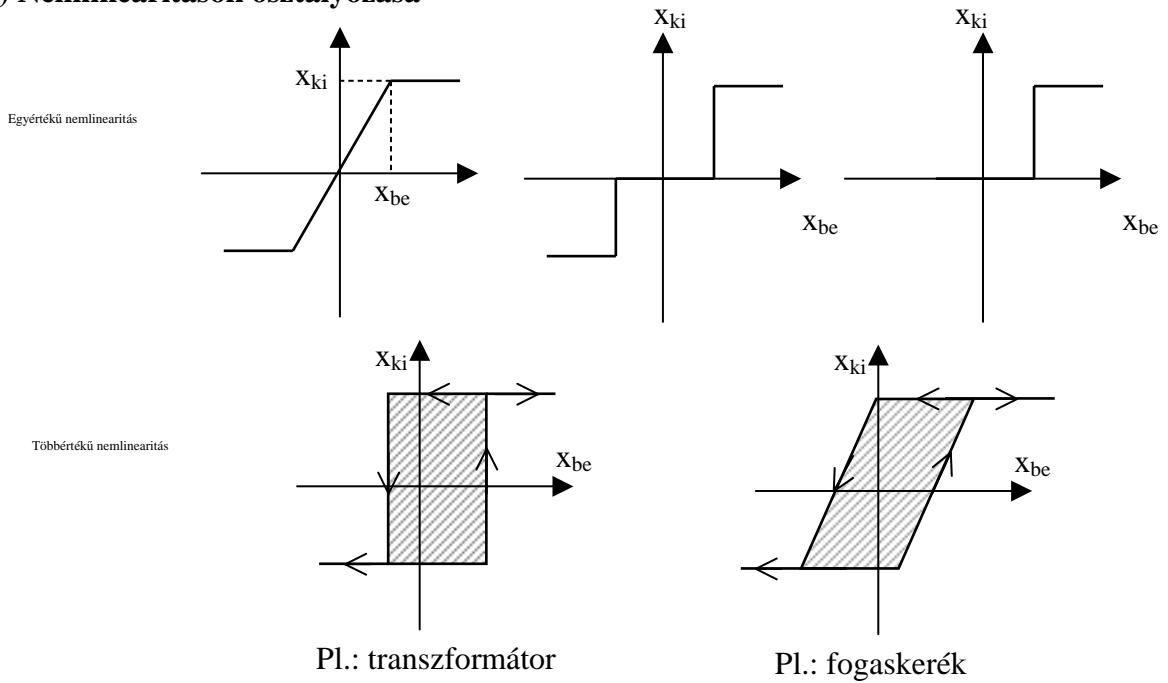 ) Nemlinearitások osztályozása
x_ki
x_ki
x_ki
Egyértékű nemlinearitás
x_be
x_be
x_be
x_ki
x_ki
Többértékű nemlinearitás
x_be
x_be
Pl.: transzformátor
Pl.: fogaskerék